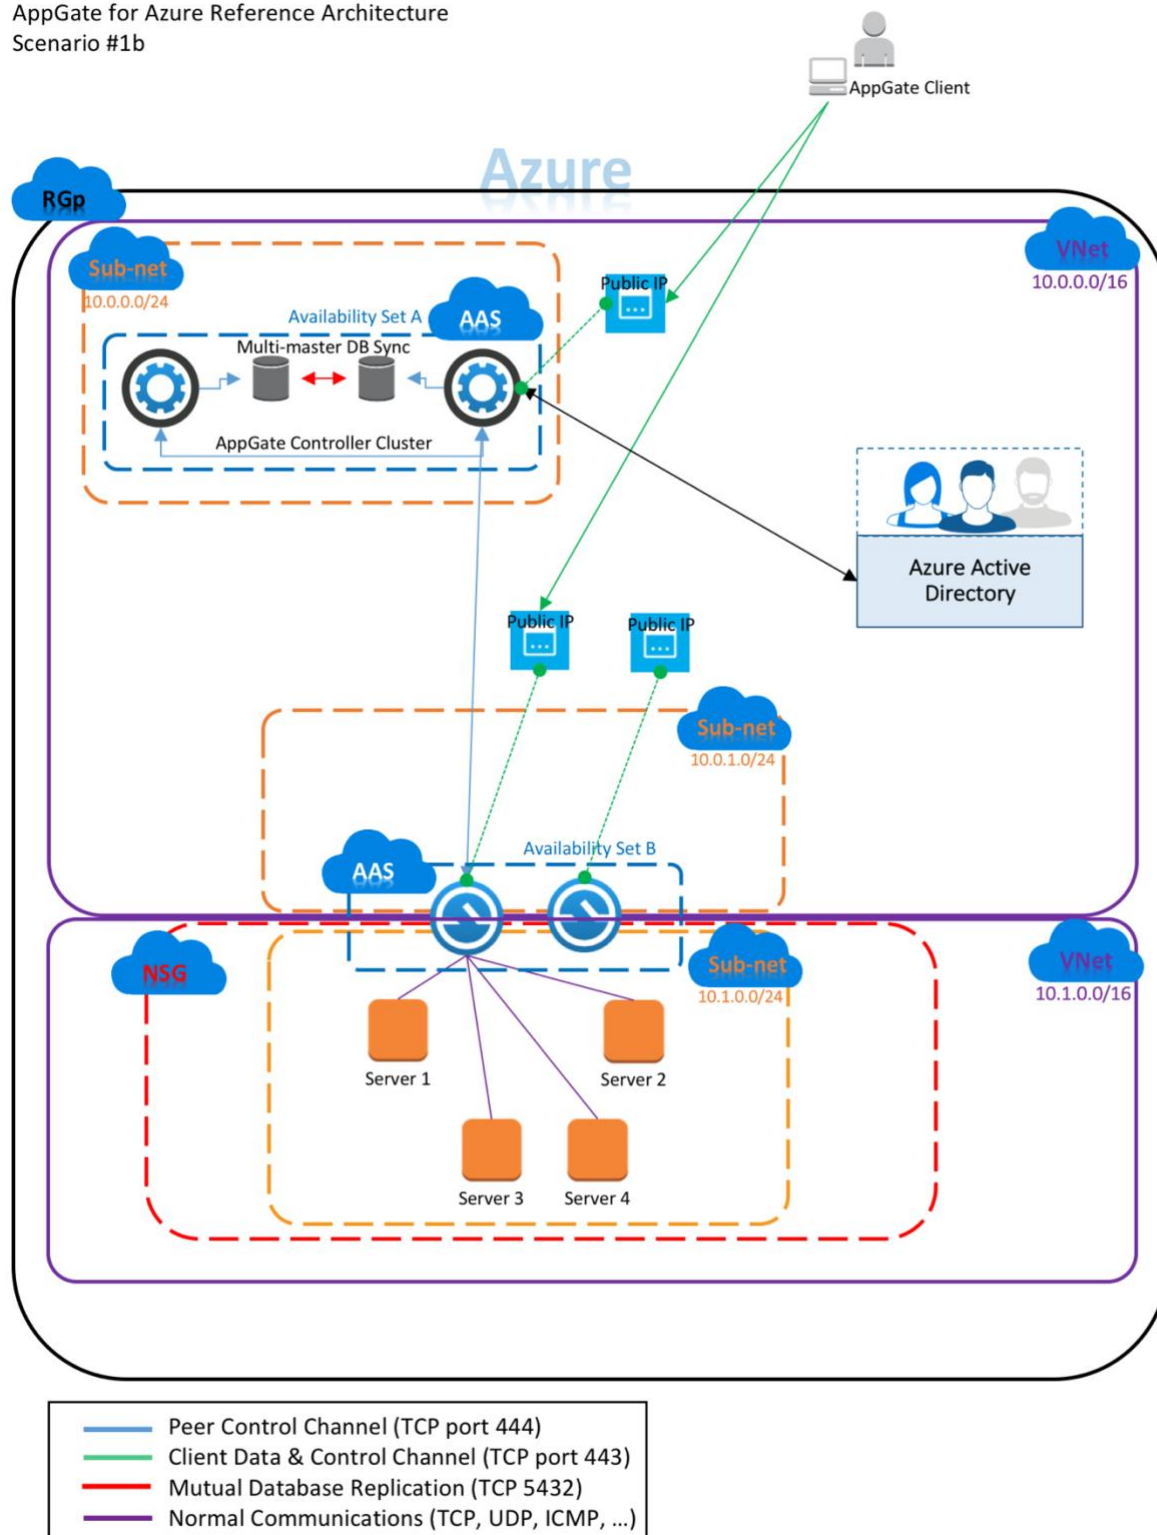 AppGate for Azure Reference Architecture
Scenario #1b
AppGate Client
Azure
RGp
VNet
10.0.0.0/16
Sub-net
10.0.0.0/24
Availability Set A
AAS
Public IP
Multi-master DB Sync
AppGate Controller Cluster
Azure Active
Directory
Public IP
Public IP
Sub-net
10.0.1.0/24
AAS
Availability Set B
NSG
Sub-net
10.1.0.0/24
VNet
10.1.0.0/16
Server 1
Server 2
Server 3
Server 4
Peer Control Channel (TCP port 444)
Client Data & Control Channel (TCP port 443)
Mutual Database Replication (TCP 5432)
Normal Communications (TCP, UDP, ICMP, ...)